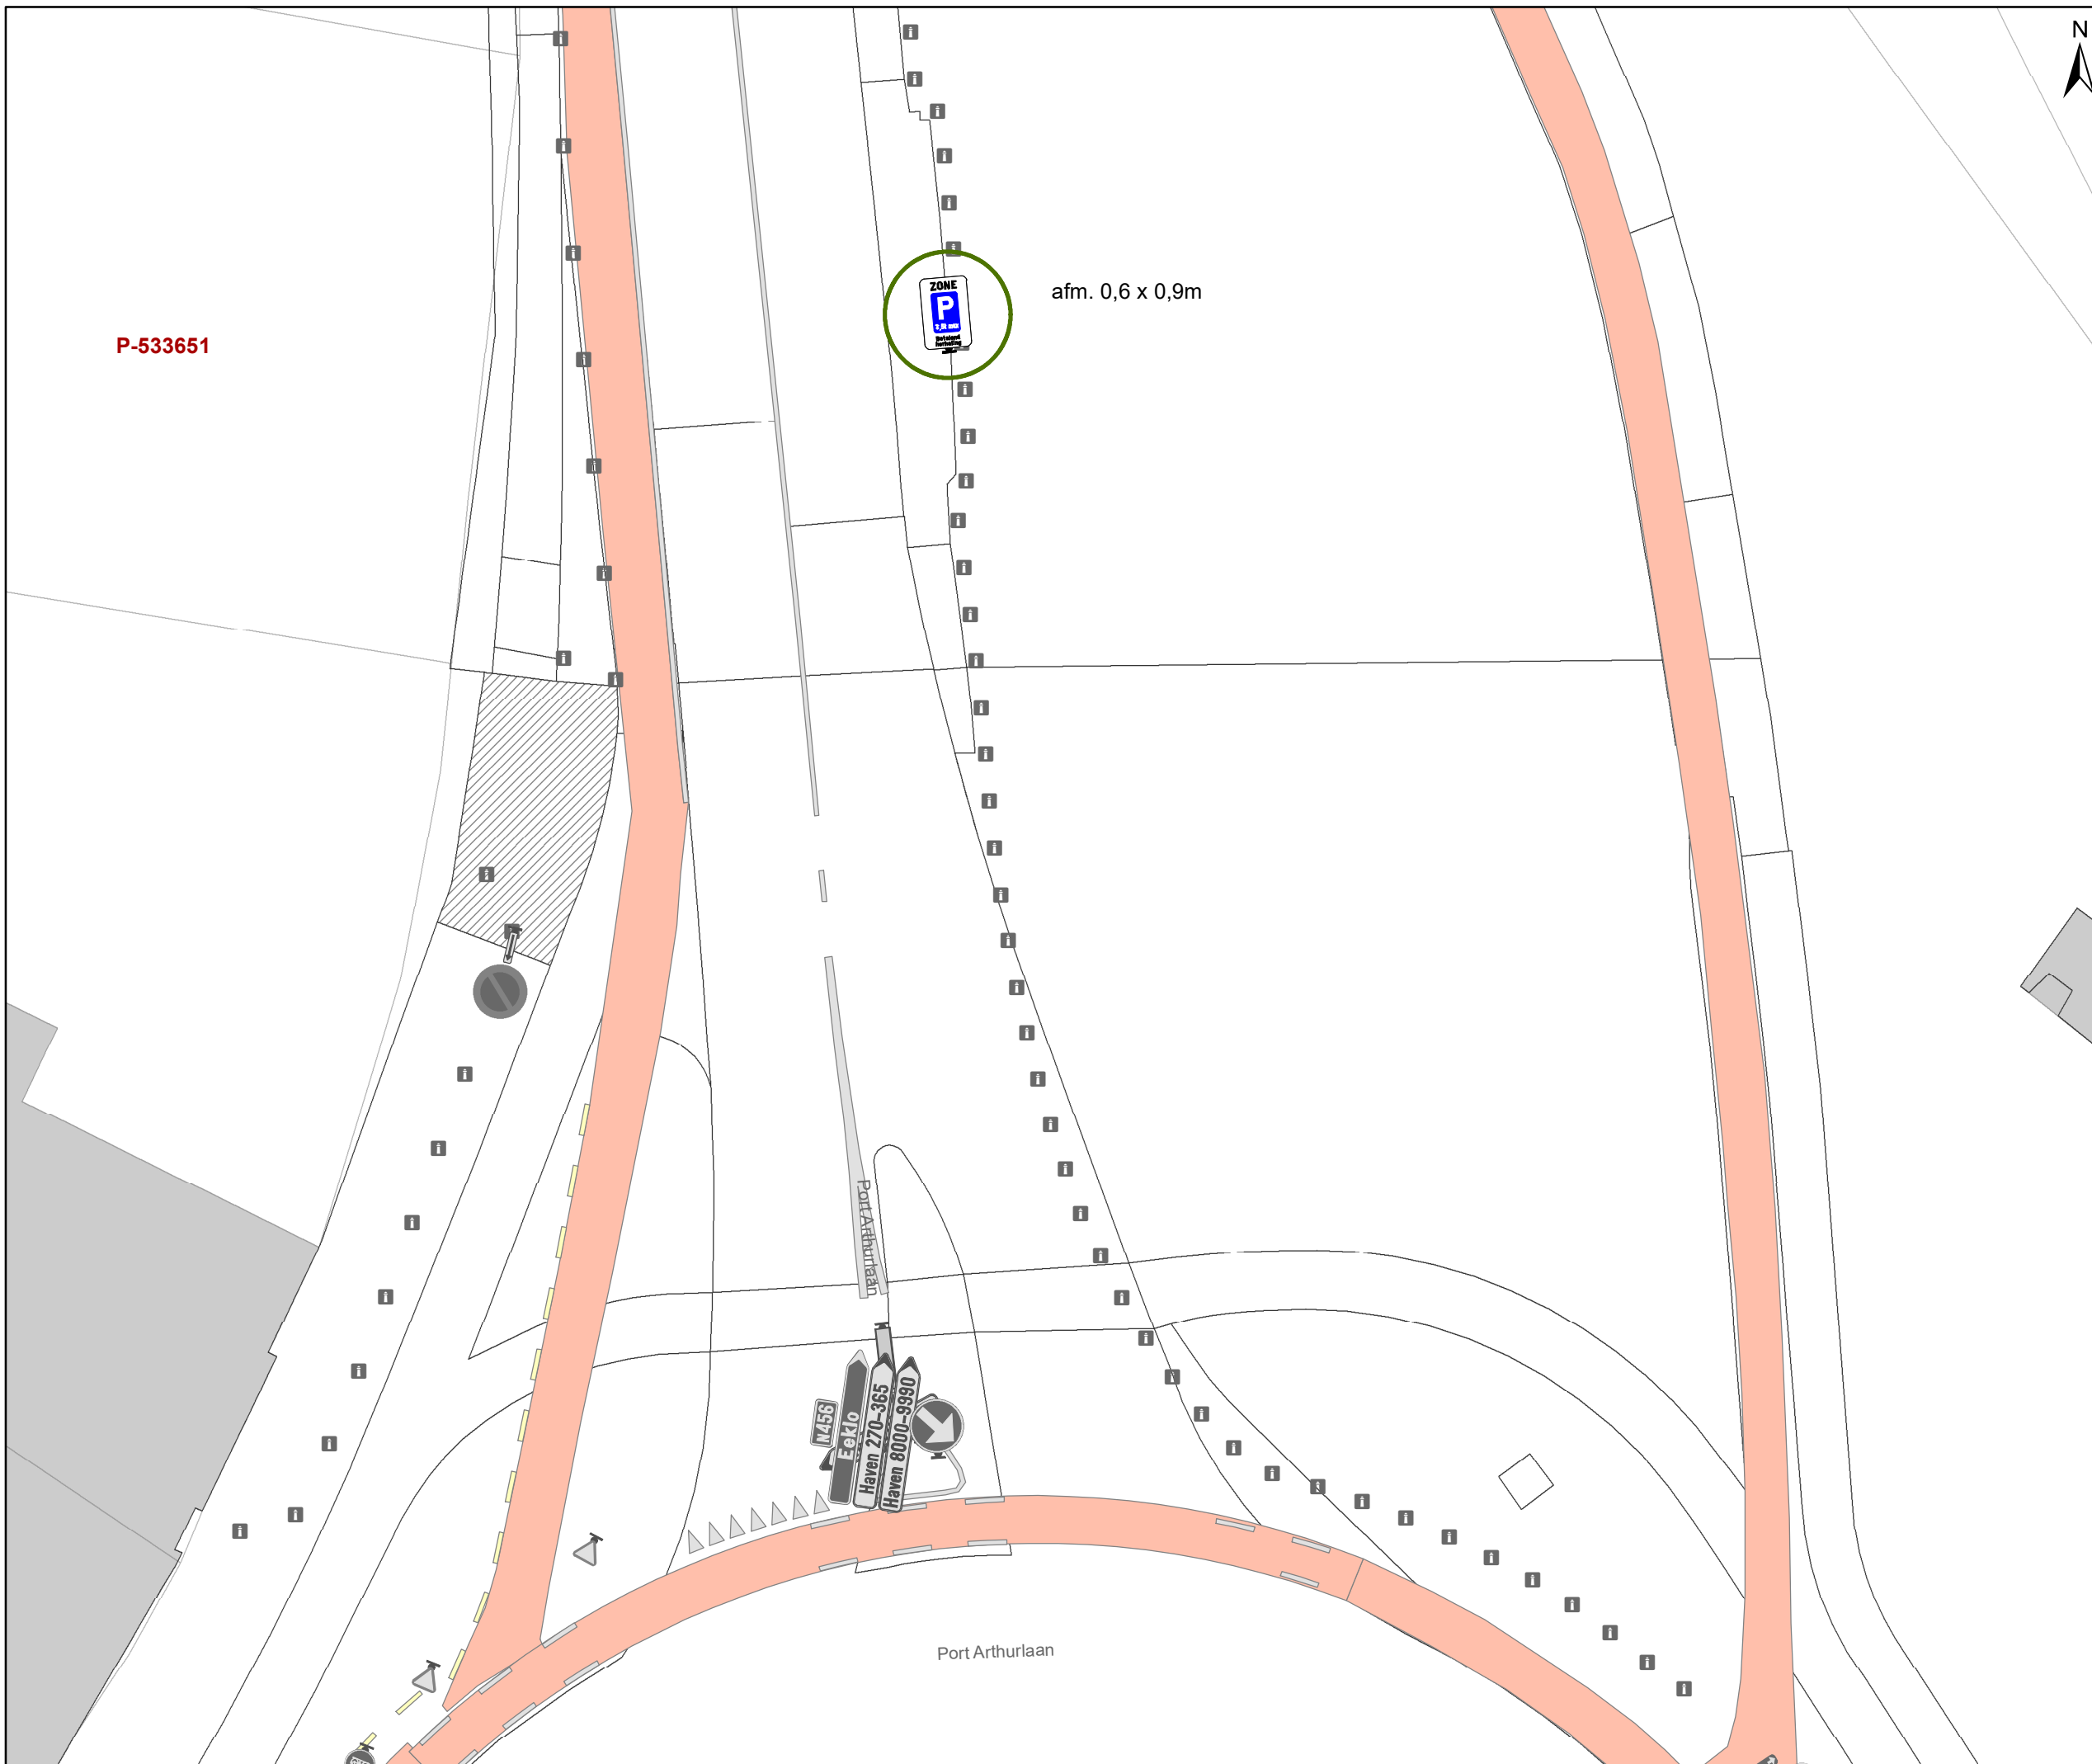 N
ZONE
P
afm. 0,6 x 0,9m
P-533651
Port Arthurlaan
N456
Eeklo
Haven 270-365
Haven 8000-9990
Port Arthurlaan